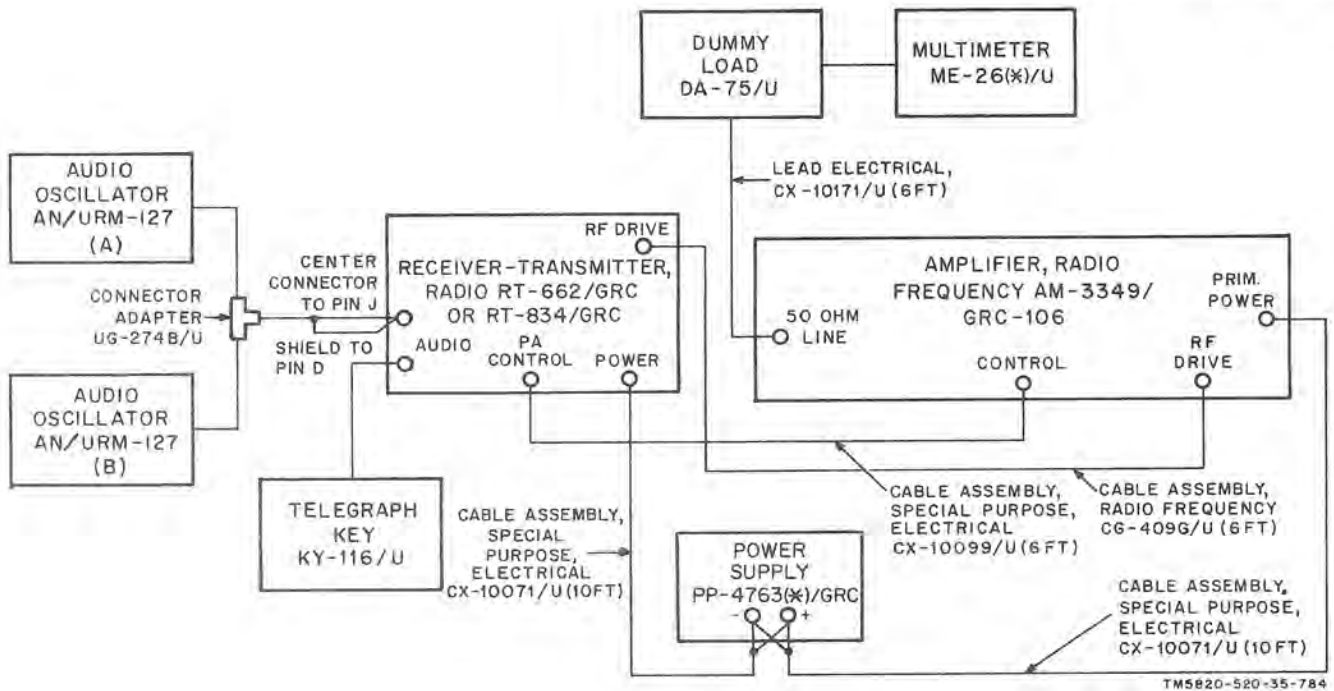 DUMMY
LOAD
DA-75/U
MULTIMETER
ME-26(*)/U
LEAD ELECTRICAL,
CX-10171/U (6FT)
AUDIO
OSCILLATOR
AN/URM-127
(A)
CONNECTOR
ADAPTER
UG-274B/U
AUDIO
OSCILLATOR
AN/URM-127
(B)
CENTER
CONNECTOR
TO PIN J
SHIELD TO
PIN D
RF DRIVE
RECEIVER-TRANSMITTER,
RADIO RT-662/GRC
OR RT-834/GRC
AUDIO
PA
CONTROL
POWER
AMPLIFIER, RADIO
FREQUENCY AM-3349/
GRC-106
PRIM.
POWER
50 OHM
LINE
CONTROL
RF
DRIVE
TELEGRAPH
KEY
KY-116/U
CABLE ASSEMBLY,
SPECIAL
PURPOSE,
ELECTRICAL
CX-10071/U (10FT)
POWER
SUPPLY
PP-4763(*)/GRC
- +
CABLE ASSEMBLY,
SPECIAL PURPOSE,
ELECTRICAL
CX-10099/U (6FT)
CABLE ASSEMBLY,
RADIO FREQUENCY
CG-409G/U (6FT)
CABLE ASSEMBLY,
SPECIAL PURPOSE,
ELECTRICAL
CX-10071/U (10FT)
TM5820-520-35-784